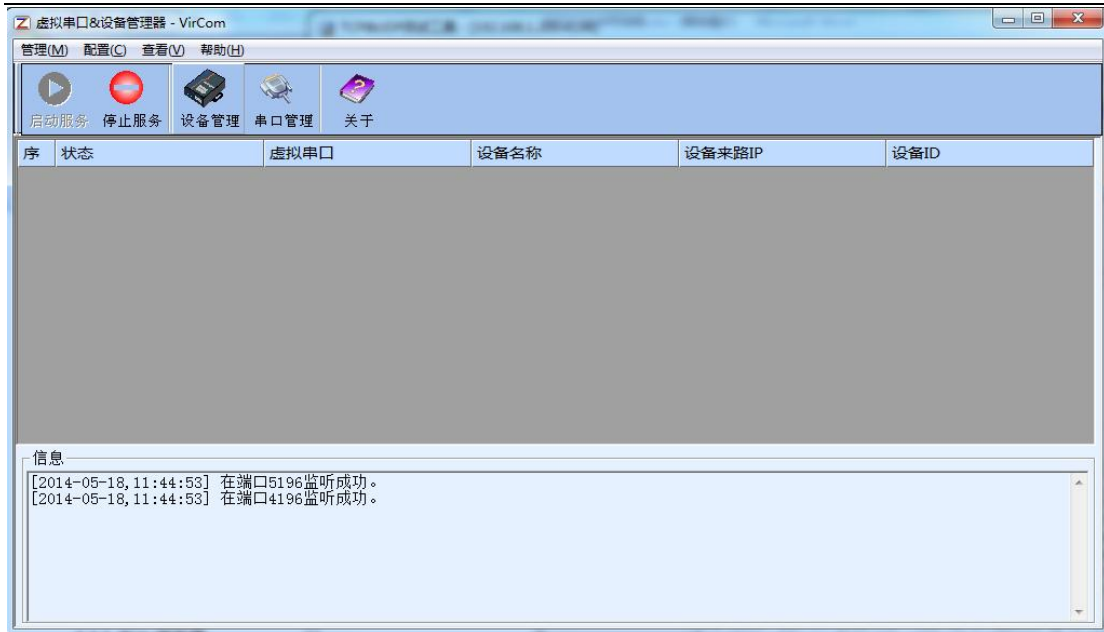 虚拟串口&设备管理器 - VirCom
管理(M) 配置(C) 查看(V) 帮助(H)
启动服务 停止服务 设备管理 串口管理 关于
序 状态 虚拟串口 设备名称 设备来路IP 设备ID
信息
[2014-05-18,11:44:53] 在端口5196监听成功。
[2014-05-18,11:44:53] 在端口4196监听成功。